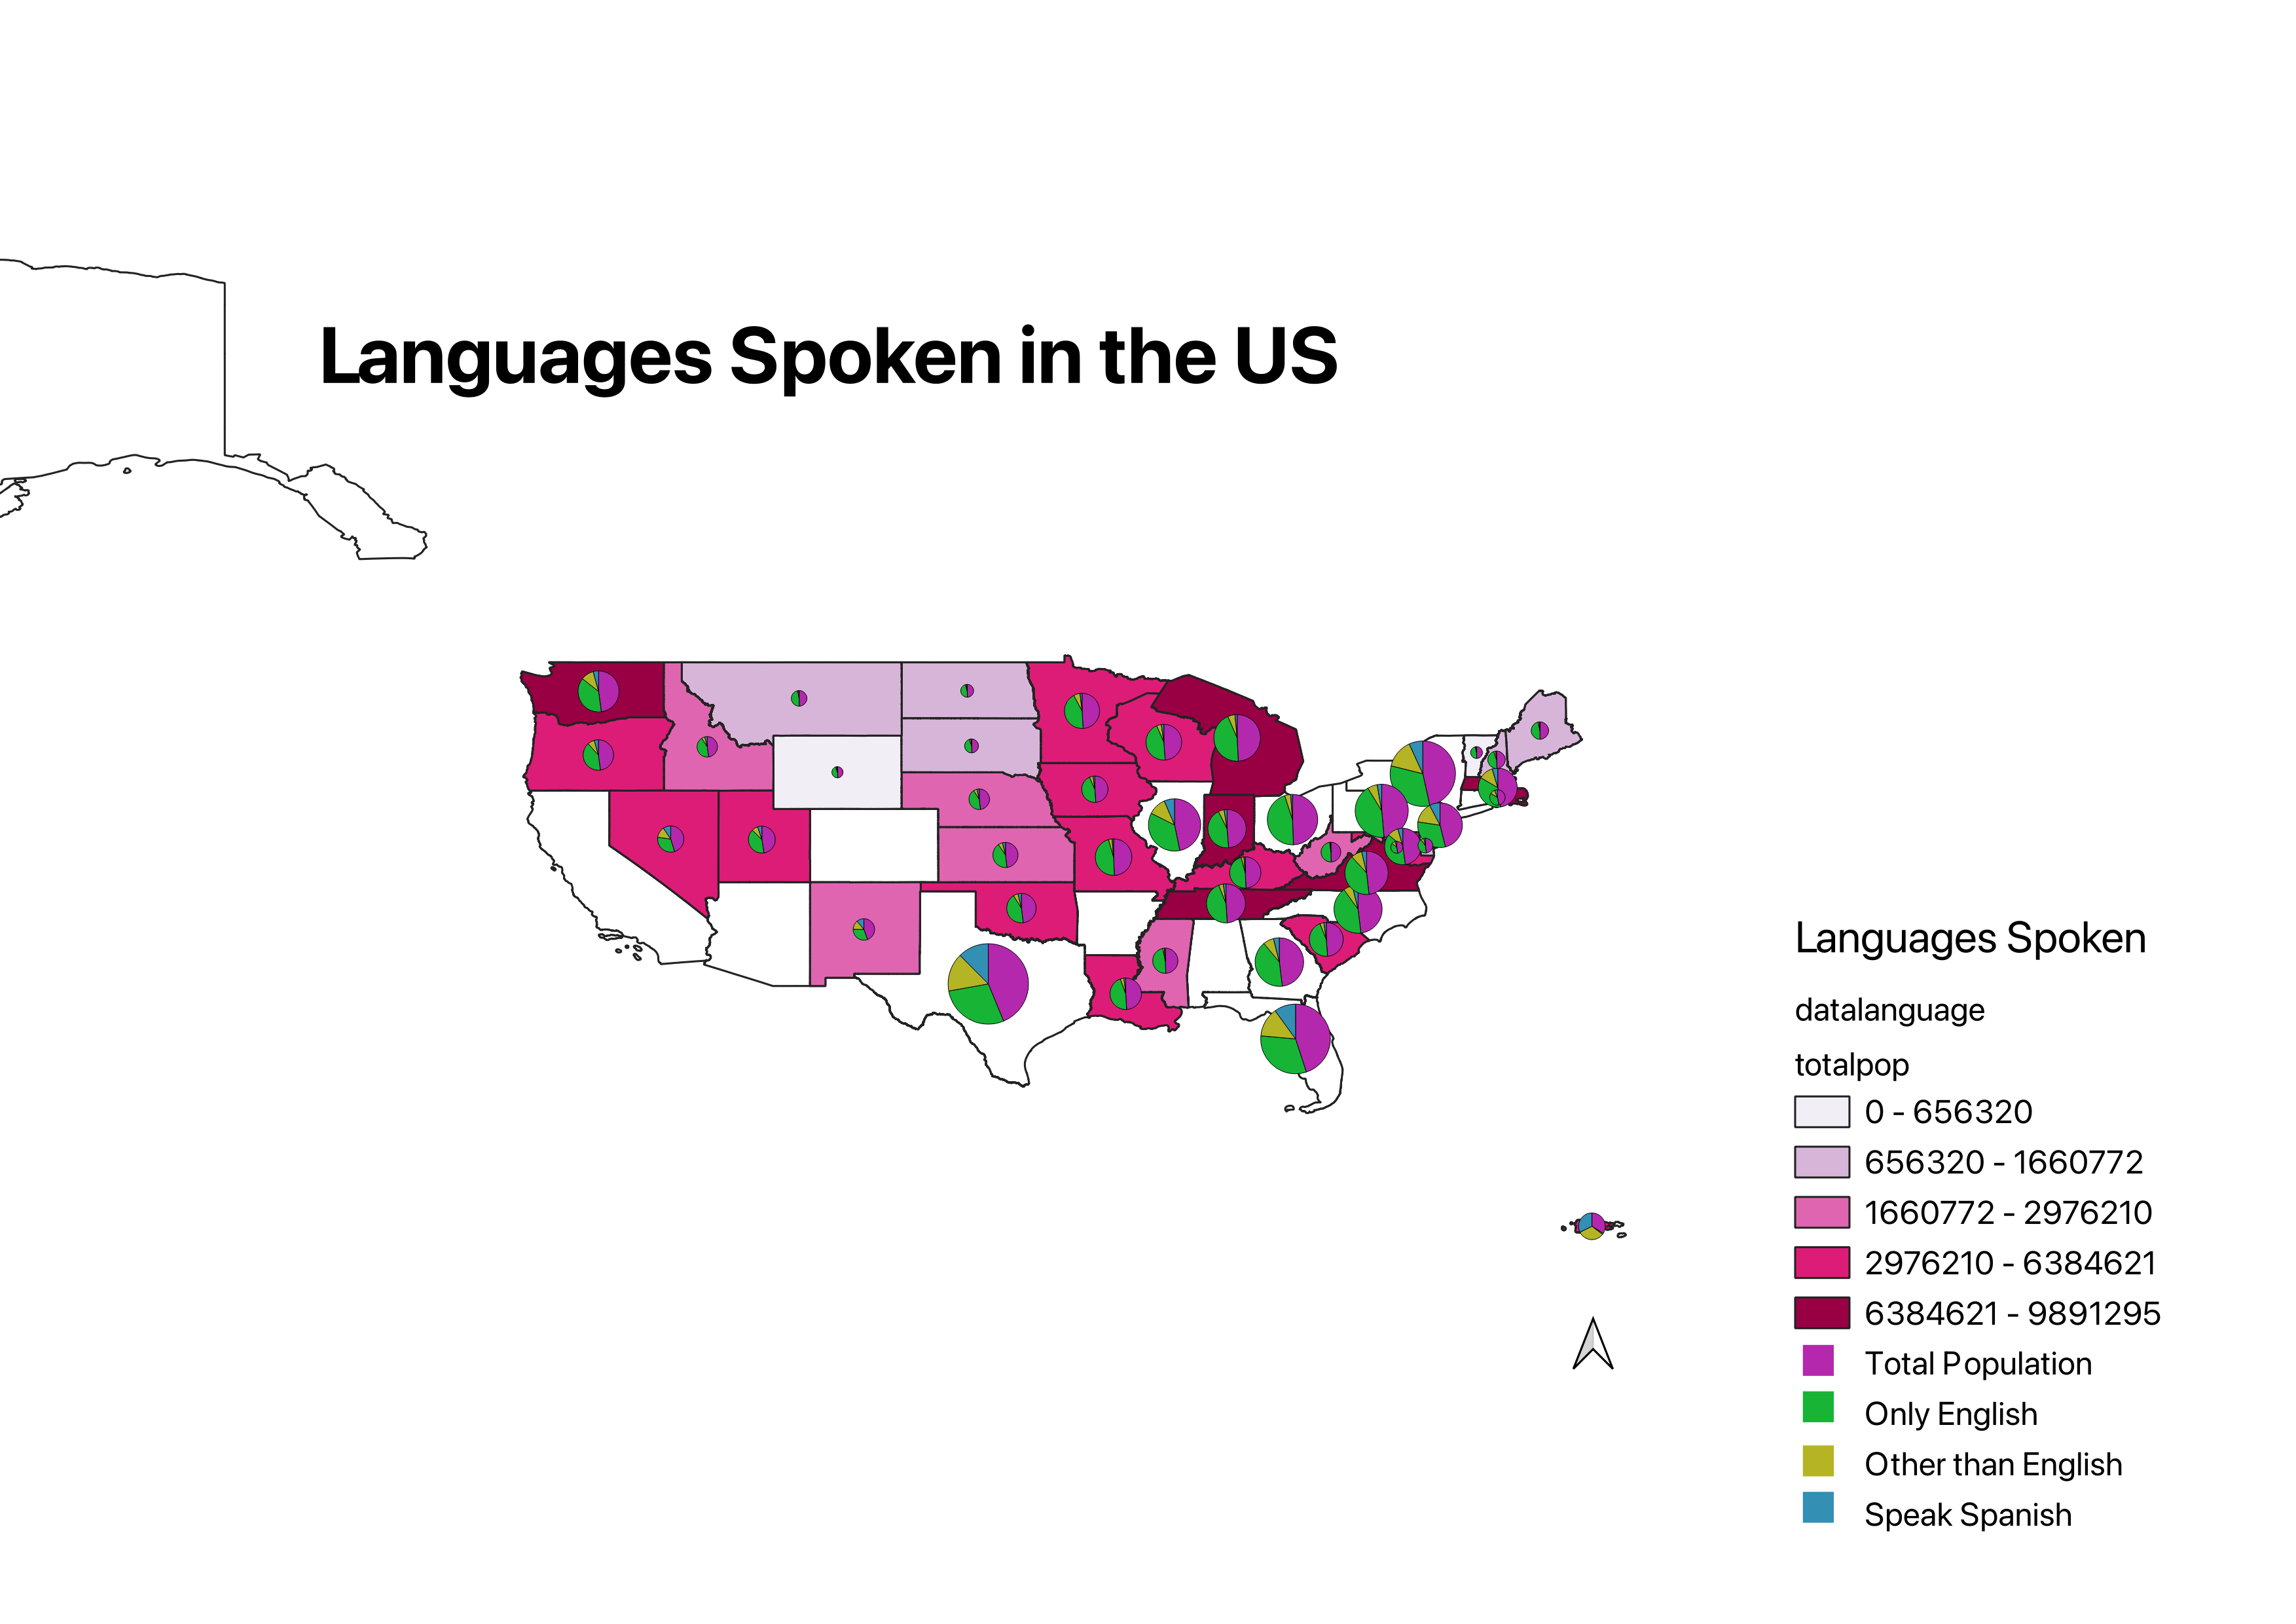 Languages Spoken in the US
Languages Spoken
datalanguage
totalpop
0 - 656320
656320 - 1660772
1660772 - 2976210
2976210 - 6384621
6384621 - 9891295
Total Population
Only English
Other than English
Speak Spanish